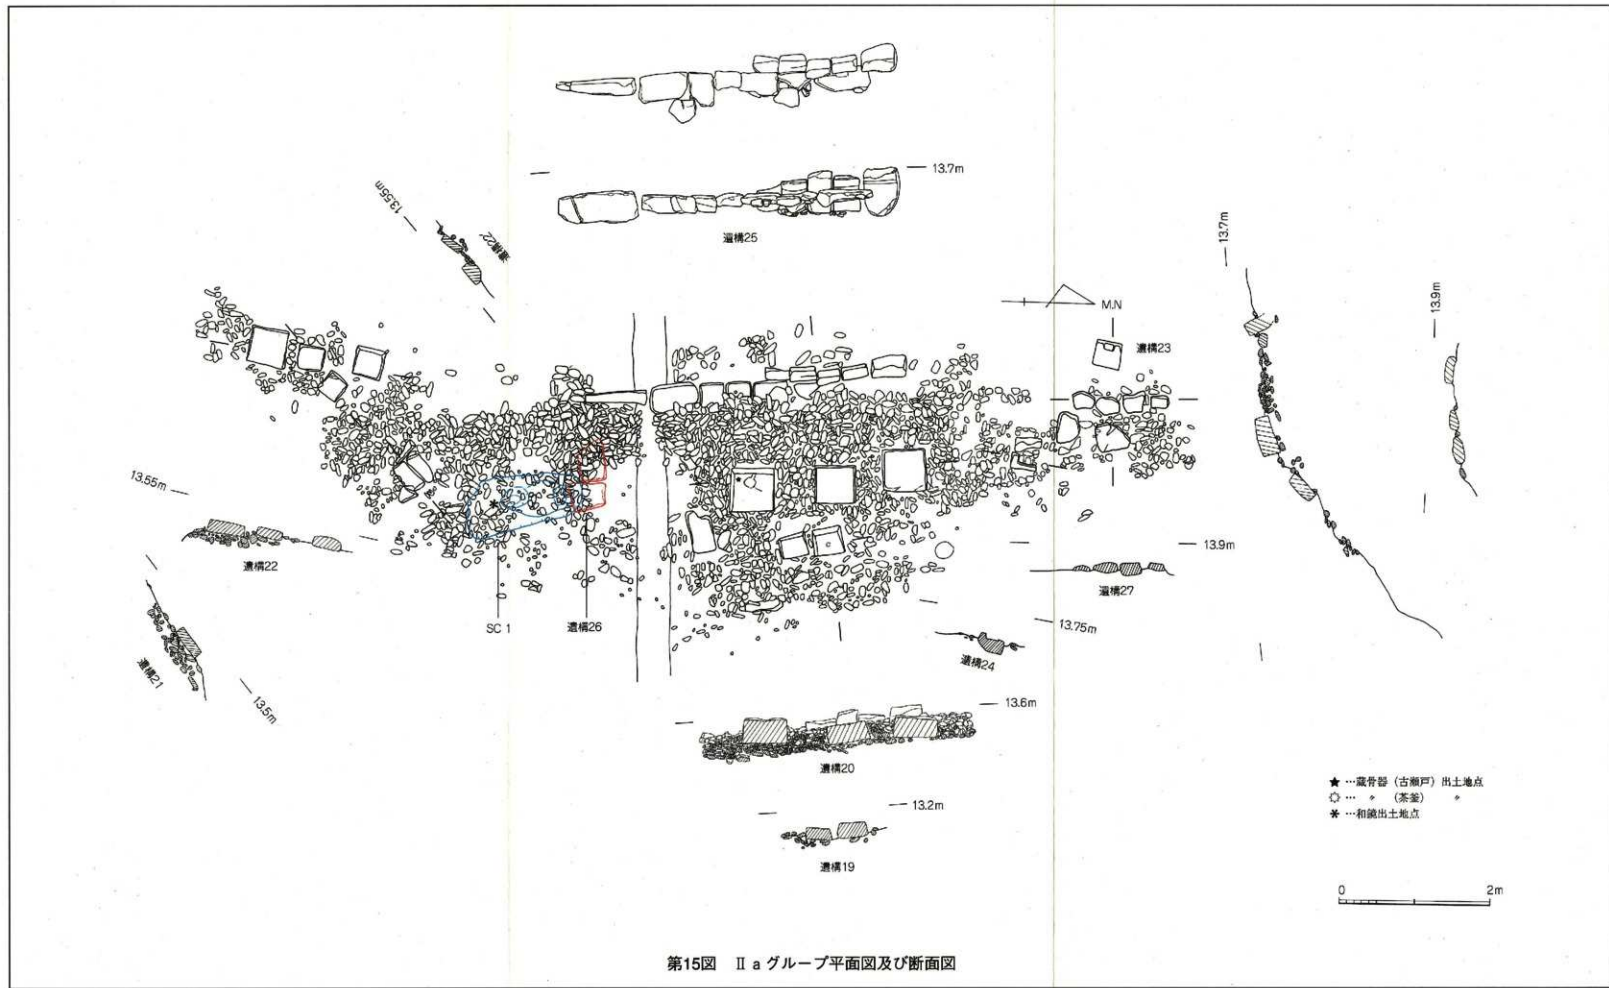 13.7m
遺構25
13.55m
遺構22'
13.7m
13.9m
M.N
遺構23
13.55m
遺構22
SC 1
遺構26
13.9m
遺構27
13.75m
遺構24
遺構21
13.5m
13.6m
遺構20
13.2m
遺構19
★ …蔵骨器（古瀬戸）出土地点
… 〃 （茶釜） 〃
＊ …和鏡出土地点
0 2m
第15図 Ⅱaグループ平面図及び断面図